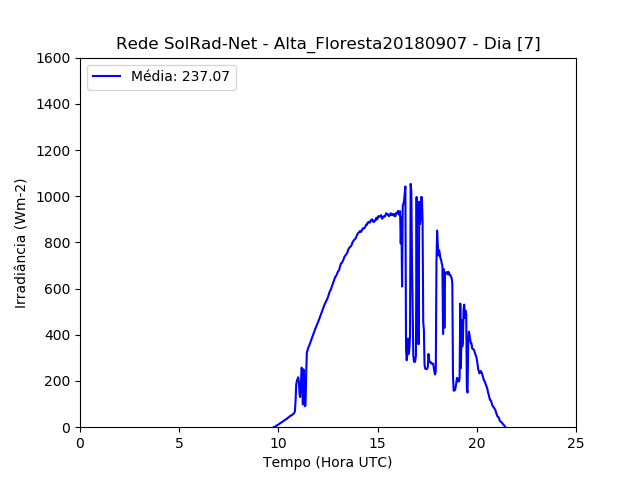 Rede SolRad-Net - Alta_Floresta20180907 - Dia [7]
Média: 237.07
1600
1400
1200
1000
800
600
400
200
0
Irradiância (Wm-2)
0 5 10 15 20 25
Tempo (Hora UTC)